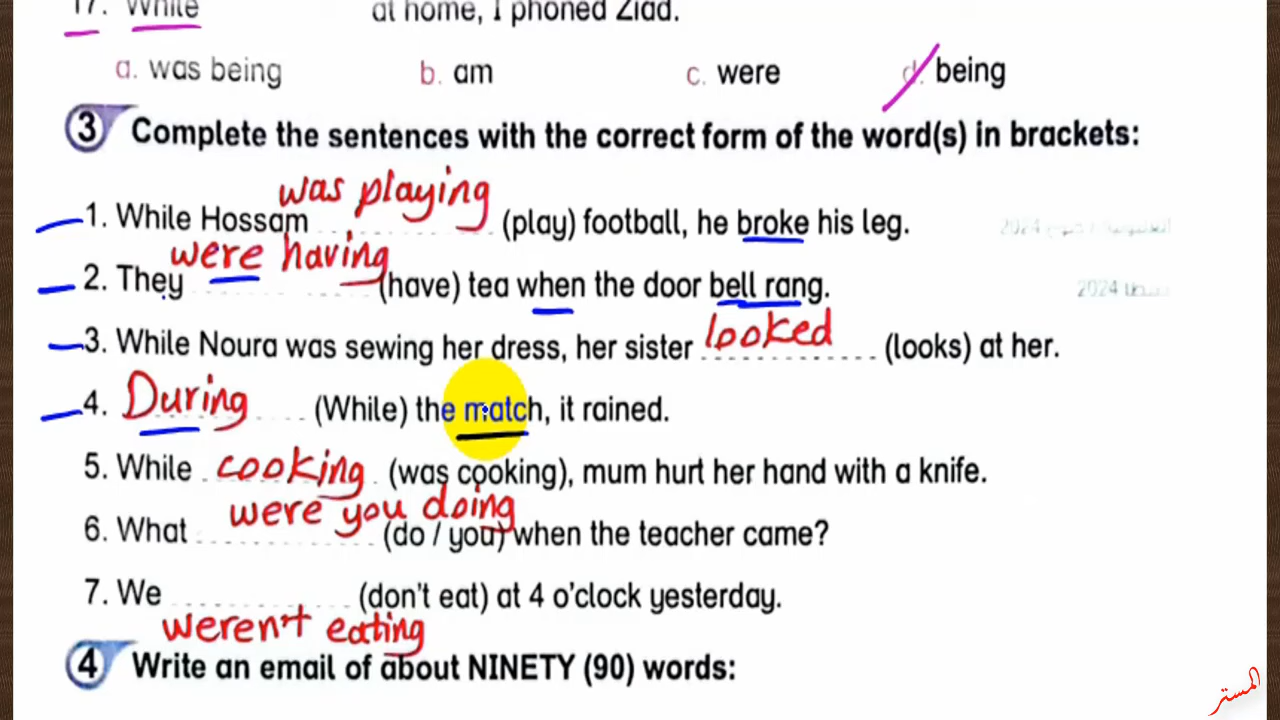 17. While at home, I phoned Ziad.
a. was being b. am c. were d. being
3 Complete the sentences with the correct form of the word(s) in brackets:
1. While Hossam was playing (play) football, he broke his leg.
2. They were having (have) tea when the door bell rang.
3. While Noura was sewing her dress, her sister looked (looks) at her.
4. During (While) the match, it rained.
5. While cooking (was cooking), mum hurt her hand with a knife.
6. What were you doing (do / you) when the teacher came?
7. We weren't eating (don't eat) at 4 o'clock yesterday.
4 Write an email of about NINETY (90) words:
المستر